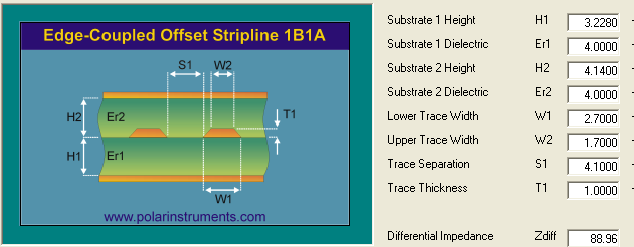 Edge-Coupled Offset Stripline 1B1A
S1 W2
T1
H2 Er2
H1 Er1
W1
www.polarinstruments.com
Substrate 1 Height H1 3.2280
Substrate 1 Dielectric Er1 4.0000
Substrate 2 Height H2 4.1400
Substrate 2 Dielectric Er2 4.0000
Lower Trace Width W1 2.7000
Upper Trace Width W2 1.7000
Trace Separation S1 4.1000
Trace Thickness T1 1.0000
Differential Impedance Zdiff 88.96